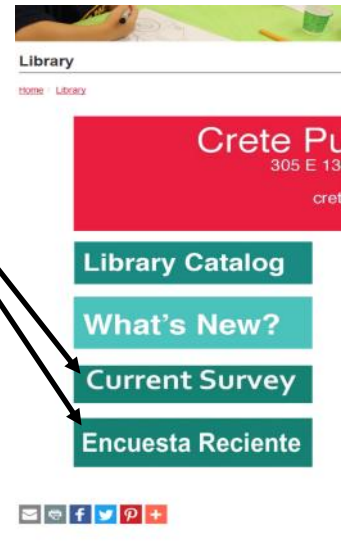 Library
Home Library
Crete Pu
305 E 13
cret
Library Catalog
What's New?
Current Survey
Encuesta Reciente